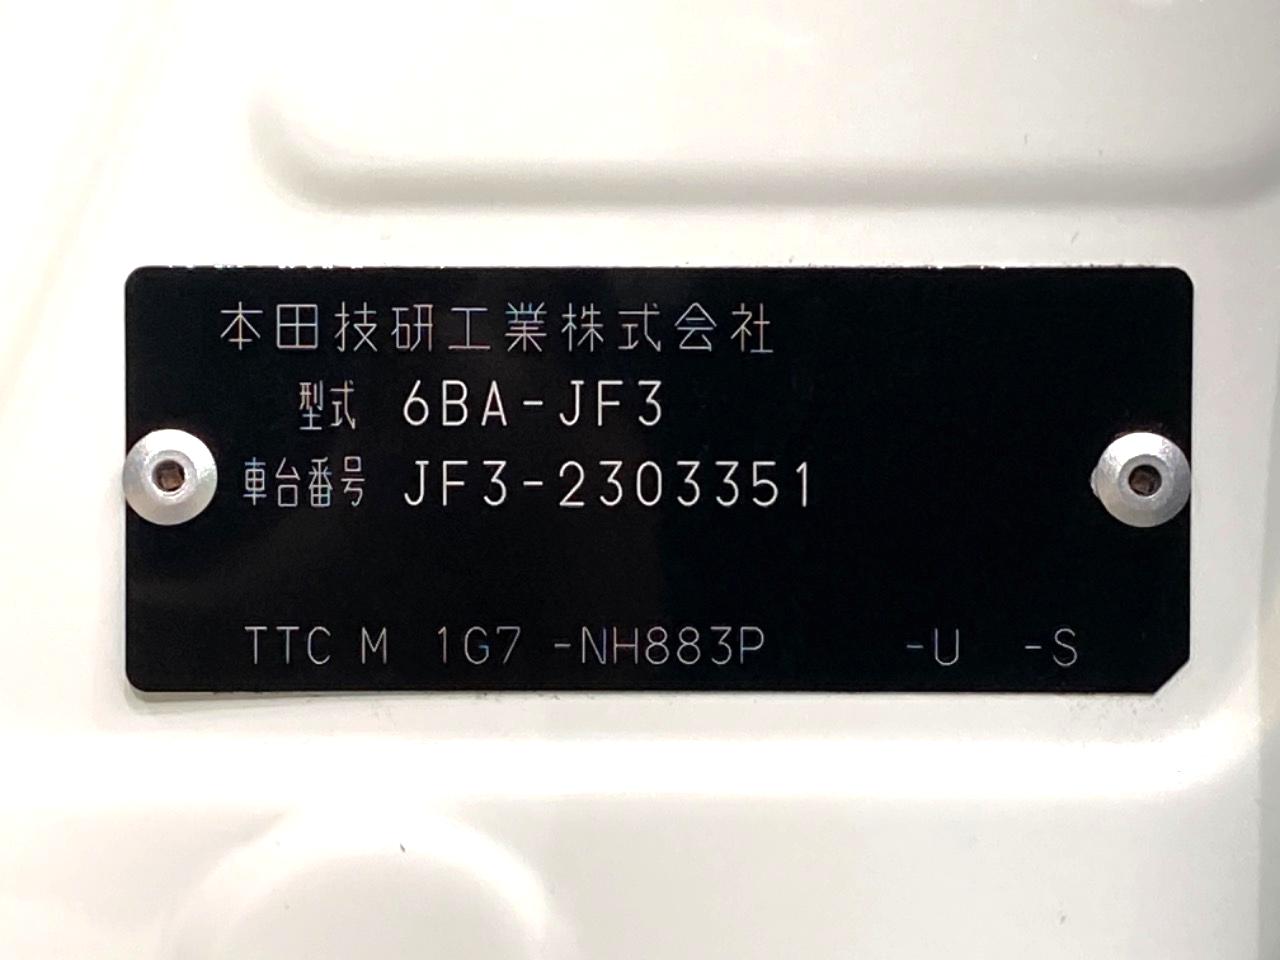 本田技研工業株式会社
型式 6BA-JF3
車台番号 JF3-2303351
TTC M 1G7 -NH883P -U -S